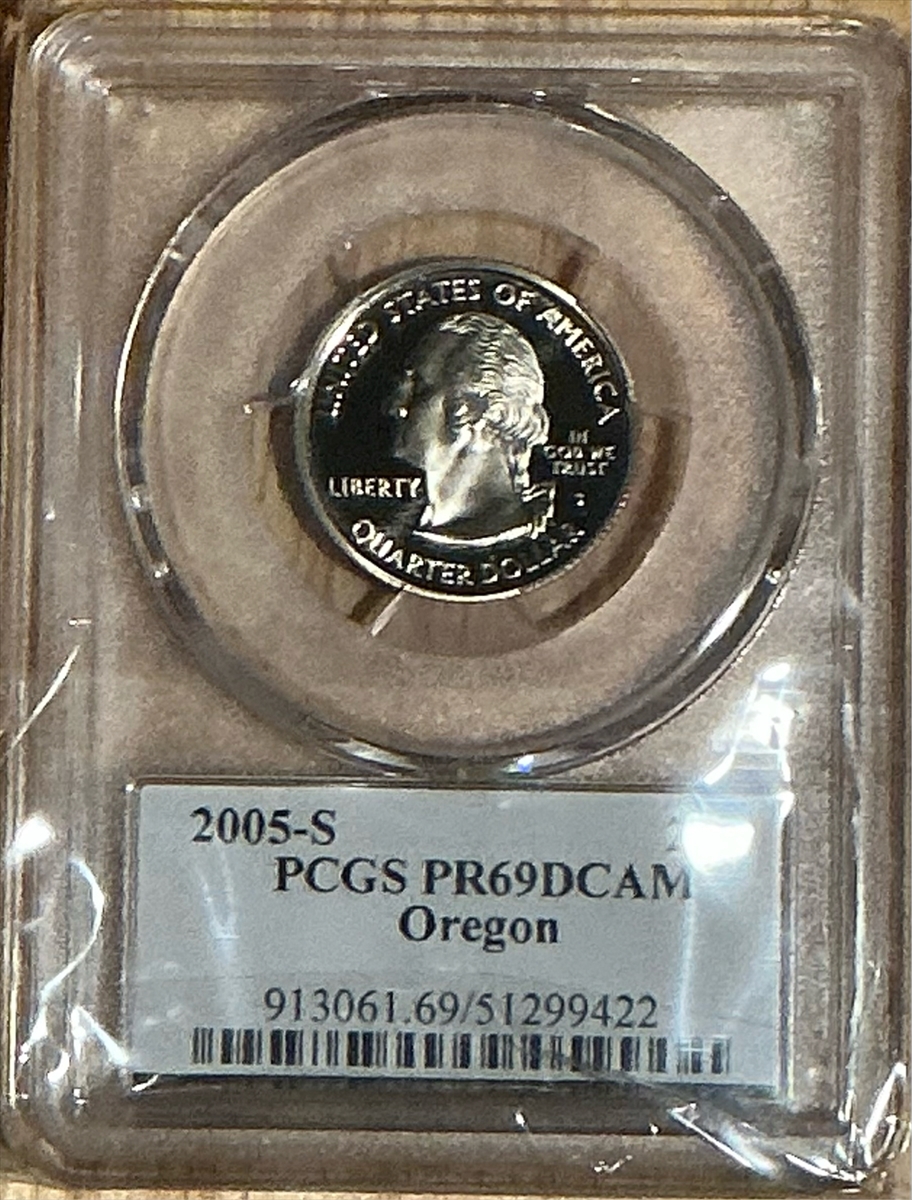 UNITED STATES OF AMERICA
IN
GOD WE
TRUST
LIBERTY
QUARTER DOLLAR
2005-S
PCGS PR69DCAM
Oregon
913061.69/51299422